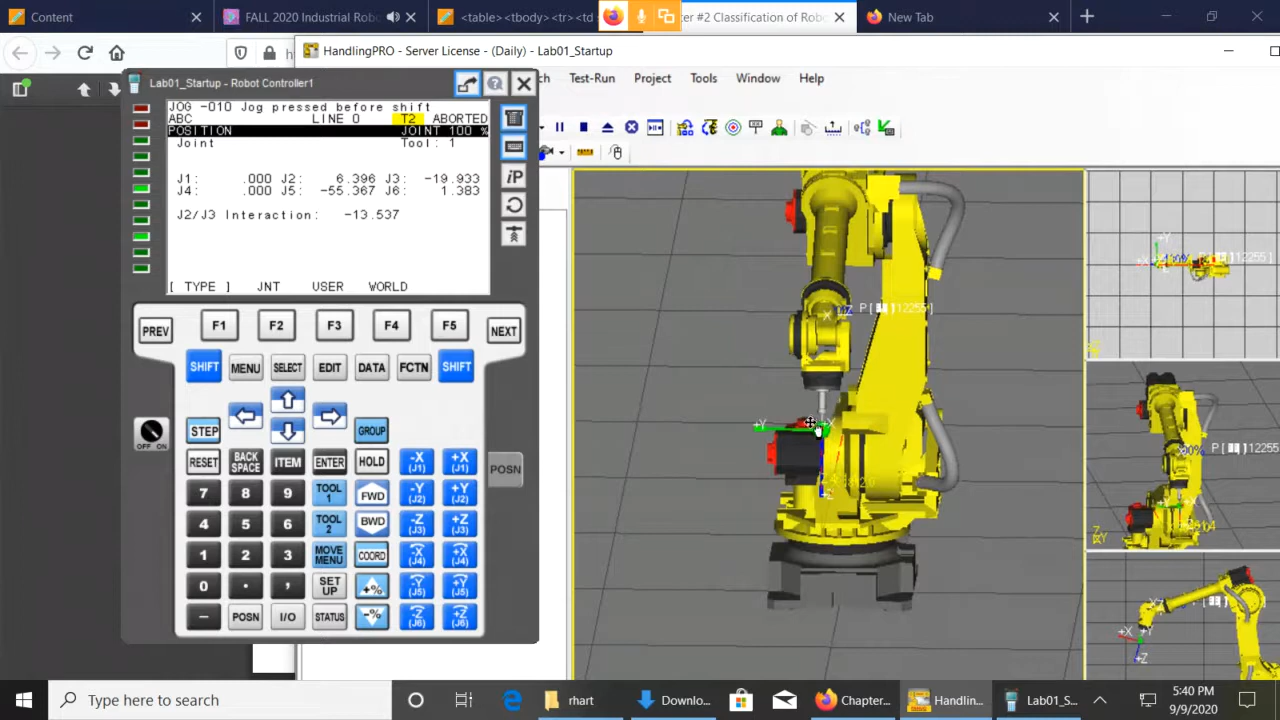 Content
FALL 2020 Industrial Robo
<table><tbody><tr><td s
er #2 Classification of Rob
New Tab
HandlingPRO - Server License - (Daily) - Lab01_Startup
Test-Run Project Tools Window Help
Lab01_Startup - Robot Controller1
JOG -010 Jog pressed before shift
ABC LINE 0 T2 ABORTED
POSITION JOINT 100 %
Joint Tool: 1
J1: .000 J2: 6.396 J3: -19.933
J4: .000 J5: -55.367 J6: 1.383
J2/J3 Interaction: -13.537
[ TYPE ] JNT USER WORLD
iP
PREV F1 F2 F3 F4 F5 NEXT
SHIFT MENU SELECT EDIT DATA FCTN SHIFT
OFF ON
STEP GROUP
RESET BACK SPACE ITEM ENTER HOLD -X (J1) +X (J1) POSN
7 8 9 TOOL 1 FWD -Y (J2) +Y (J2)
4 5 6 TOOL 2 BWD -Z (J3) +Z (J3)
1 2 3 MOVE MENU COORD -X (J4) +X (J4)
0 . , SET UP +% -Y (J5) +Y (J5)
- POSN I/O STATUS -% -Z (J6) +Z (J6)
Type here to search
rhart
Downlo...
Chapter...
Handlin...
Lab01_S...
5:40 PM
9/9/2020